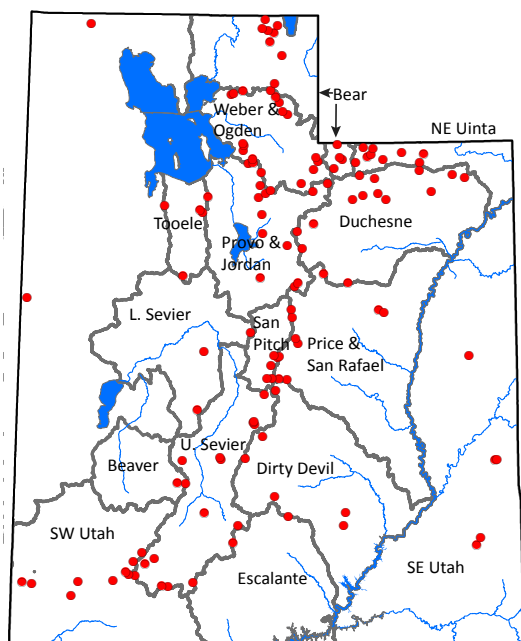 Bear
Weber &
Ogden
NE Uinta
Tooele
Duchesne
Provo &
Jordan
L. Sevier
San
Pitch
Price &
San Rafael
U. Sevier
Beaver
Dirty Devil
SW Utah
Escalante
SE Utah